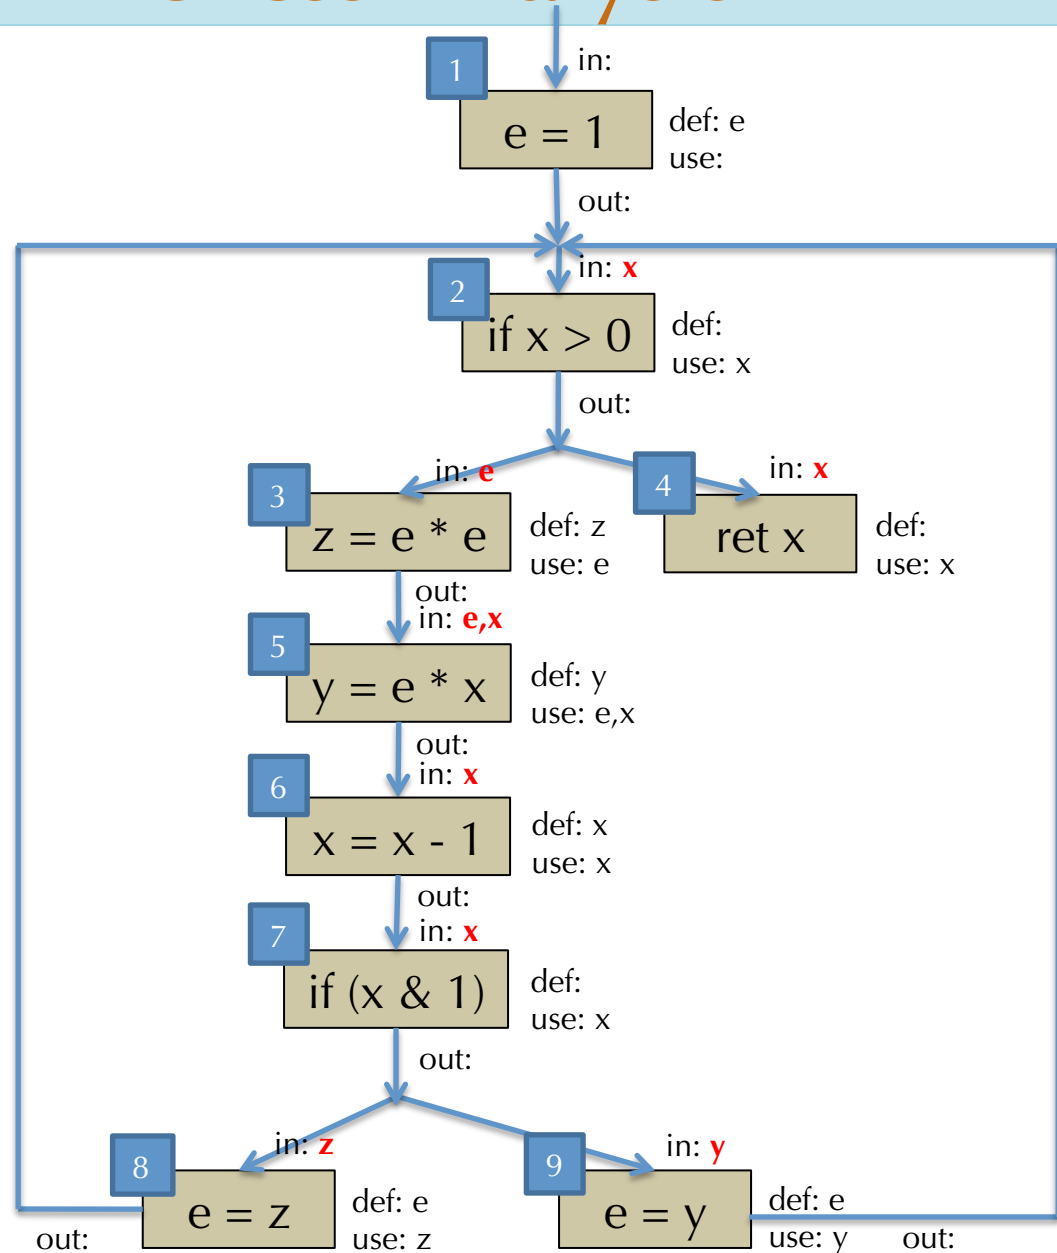 1
in:
e = 1
def: e
use:
out:
in: x
2
if x > 0
def:
use: x
out:
in: e
3
z = e * e
def: z
use: e
out:
in: x
4
ret x
def:
use: x
in: e,x
5
y = e * x
def: y
use: e,x
out:
in: x
6
x = x - 1
def: x
use: x
out:
in: x
7
if (x & 1)
def:
use: x
out:
in: z
8
e = z
def: e
use: z
out:
in: y
9
e = y
def: e
use: y
out: